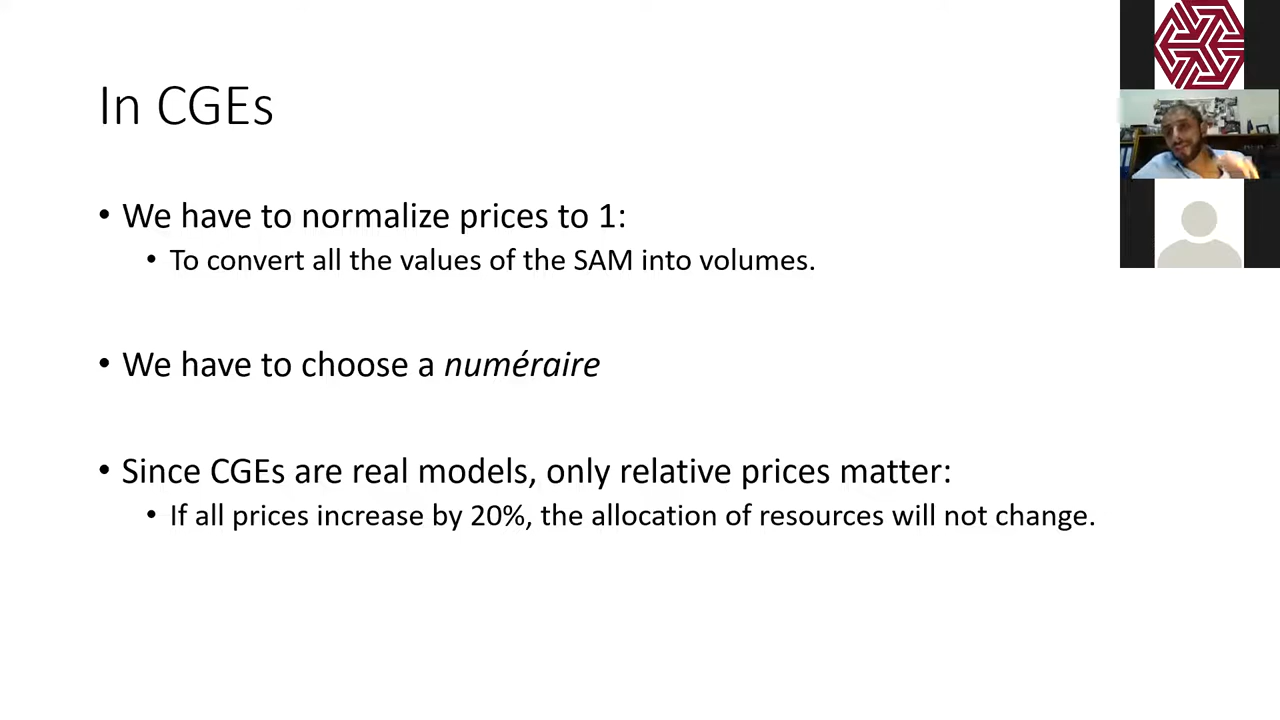 In CGEs
• We have to normalize prices to 1:
• To convert all the values of the SAM into volumes.
• We have to choose a numéraire
• Since CGEs are real models, only relative prices matter:
• If all prices increase by 20%, the allocation of resources will not change.